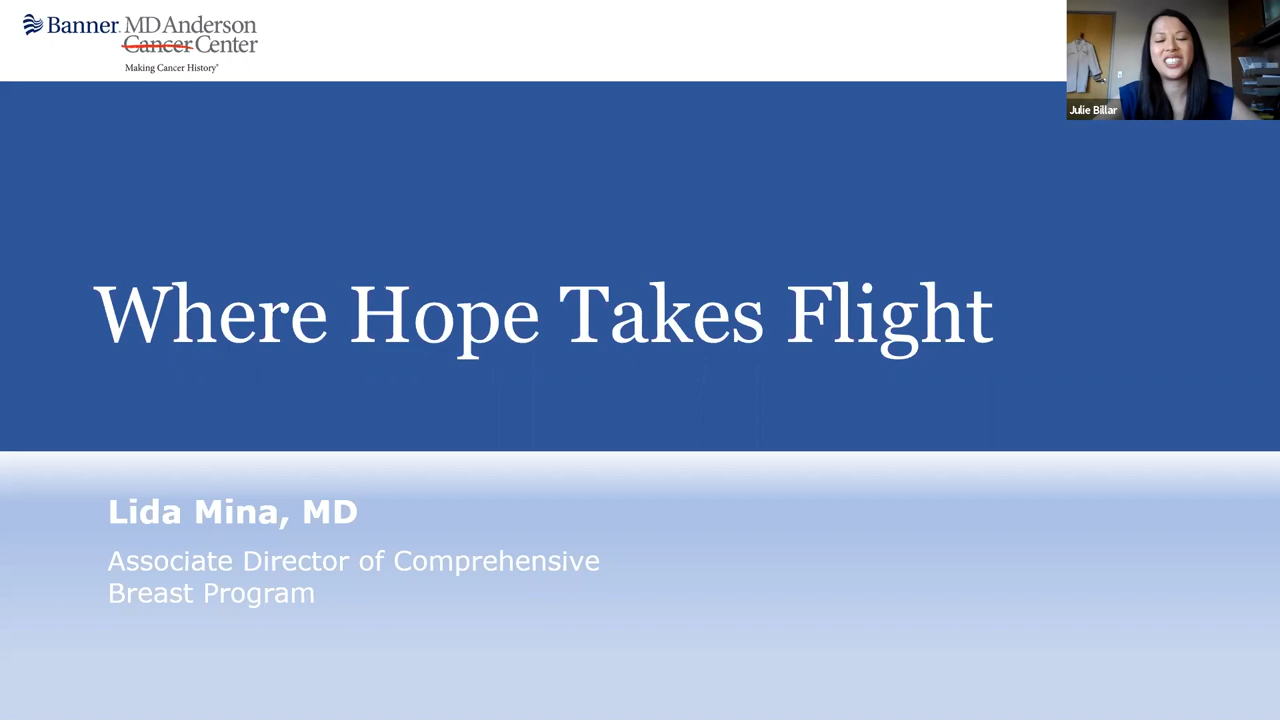 Banner MD Anderson
Cancer Center
Making Cancer History®
Julie Billar
Where Hope Takes Flight
Lida Mina, MD
Associate Director of Comprehensive
Breast Program